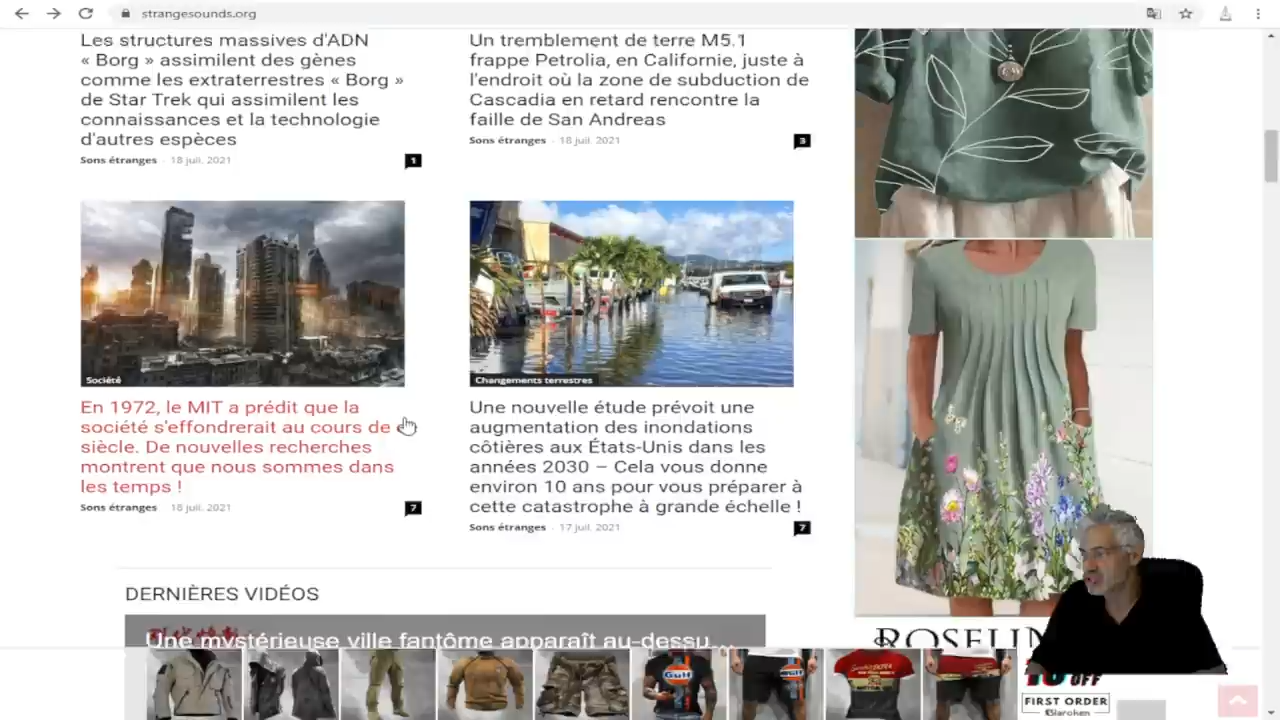 strangesounds.org
Les structures massives d'ADN
« Borg » assimilent des gènes
comme les extraterrestres « Borg »
de Star Trek qui assimilent les
connaissances et la technologie
d'autres espèces
Sons étranges - 18 juil. 2021
1
Un tremblement de terre M5.1
frappe Petrolia, en Californie, juste à
l'endroit où la zone de subduction de
Cascadia en retard rencontre la
faille de San Andreas
Sons étranges - 18 juil. 2021
3
Société
En 1972, le MIT a prédit que la
société s'effondrerait au cours de
siècle. De nouvelles recherches
montrent que nous sommes dans
les temps !
Sons étranges 18 juil. 2021
7
Changements terrestres
Une nouvelle étude prévoit une
augmentation des inondations
côtières aux États-Unis dans les
années 2030 – Cela vous donne
environ 10 ans pour vous préparer à
cette catastrophe à grande échelle !
Sons étranges - 17 juil. 2021
7
DERNIÈRES VIDÉOS
Une mystérieuse ville fantôme apparaît au-dessu...
Gulf
OFF
FIRST ORDER